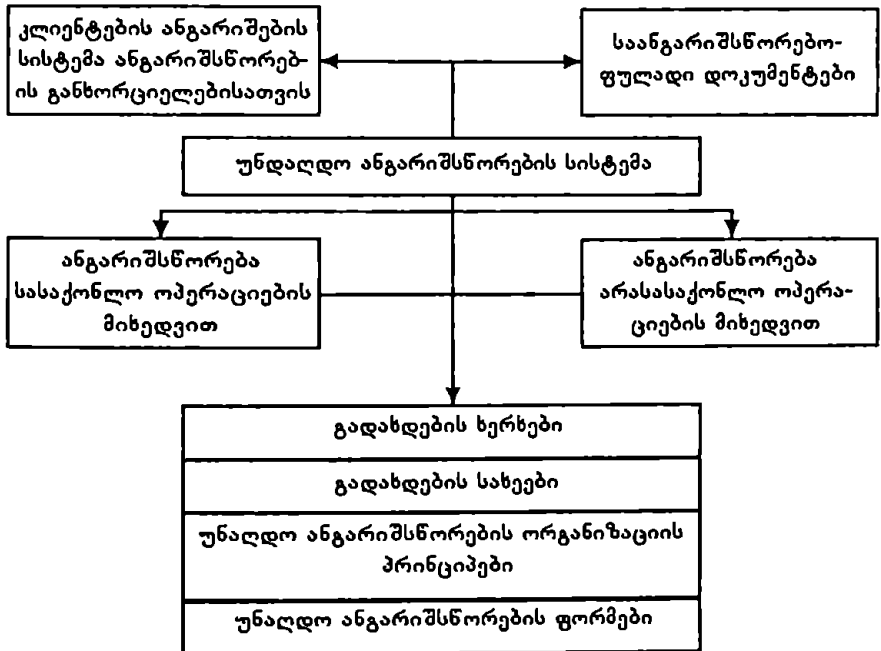 კლიენტების ანგარიშების
სისტემა ანგარიშსწორებ-
ის განხორციელებისათვის
საანგარიშსწორებო-
ფულადი დოკუმენტები
უნდაღდო ანგარიშსწორების სისტემა
ანგარიშსწორება
სასაქონლო ოპერაციების
მიხედვით
ანგარიშსწორება
არასასაქონლო ოპერა-
ციების მიხედვით
გადახდების ხერხები
გადახდების სახეები
უნაღდო ანგარიშსწორების ორგანიზაციის
პრინციპები
უნაღდო ანგარიშსწორების ფორმები